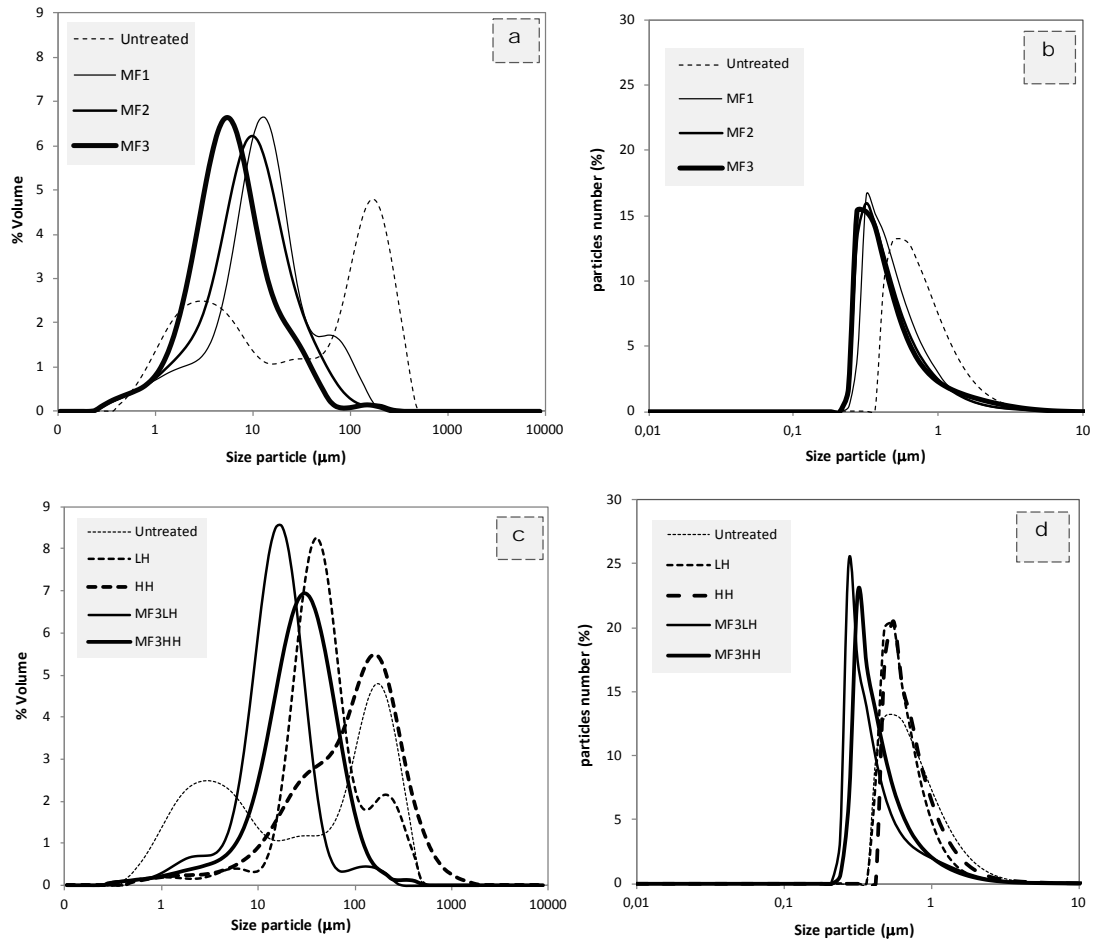 a
Untreated
MF1
MF2
MF3
% Volume
9
8
7
6
5
4
3
2
1
0
0 1 10 100 1000 10000
Size particle (µm)
b
Untreated
MF1
MF2
MF3
particles number (%)
30
25
20
15
10
5
0
0,01 0,1 1 10
Size particle (µm)
c
Untreated
LH
HH
MF3LH
MF3HH
% Volume
9
8
7
6
5
4
3
2
1
0
0 1 10 100 1000 10000
Size particle (µm)
d
Untreated
LH
HH
MF3LH
MF3HH
particles number (%)
30
25
20
15
10
5
0
0,01 0,1 1 10
Size particle (µm)